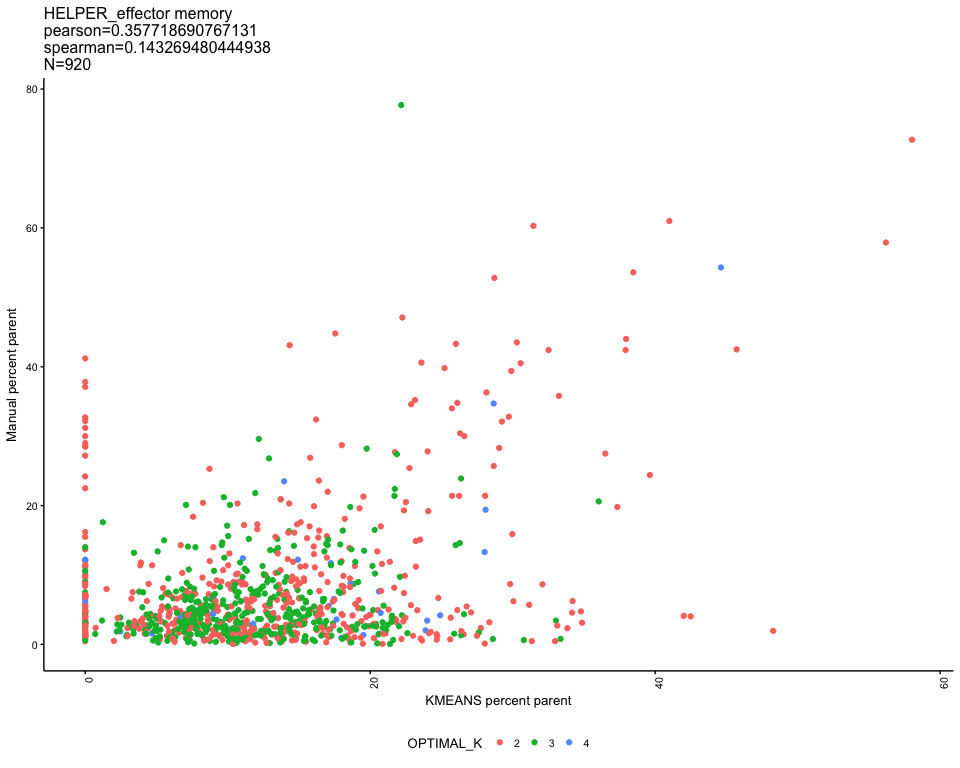 HELPER_effector memory
pearson=0.357718690767131
spearman=0.143269480444938
N=920
80
60
40
20
0
Manual percent parent
0
20
40
60
KMEANS percent parent
OPTIMAL_K 2 3 4